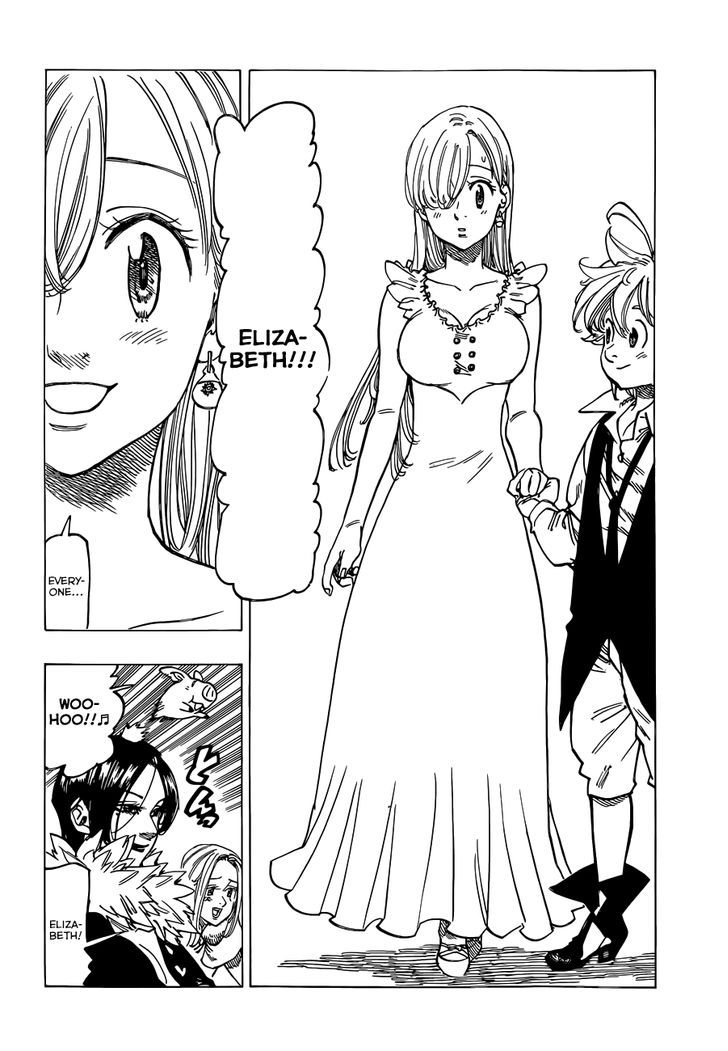 ELIZA-
BETH!!!
EVERY-
ONE...
WOO-
HOO!!♫
ELIZA-
BETH!